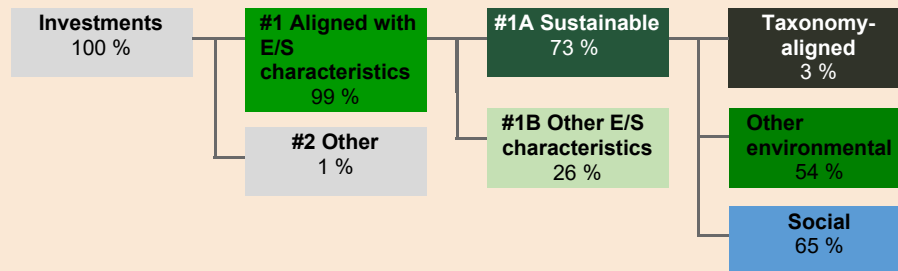 Investments
100 %
#1 Aligned with
E/S
characteristics
99 %
#2 Other
1 %
#1A Sustainable
73 %
#1B Other E/S
characteristics
26 %
Taxonomy-
aligned
3 %
Other
environmental
54 %
Social
65 %